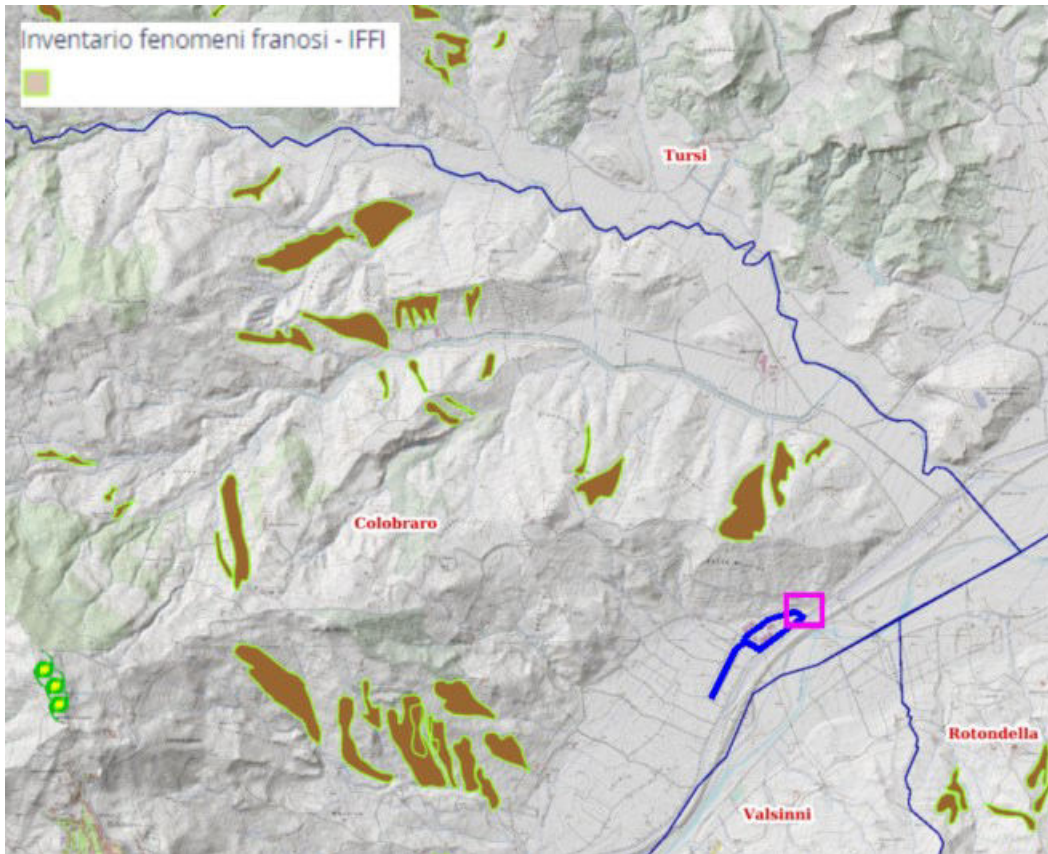 Inventario fenomeni franosi - IFFI
Tursi
Colobraro
Rotondella
Valsinni